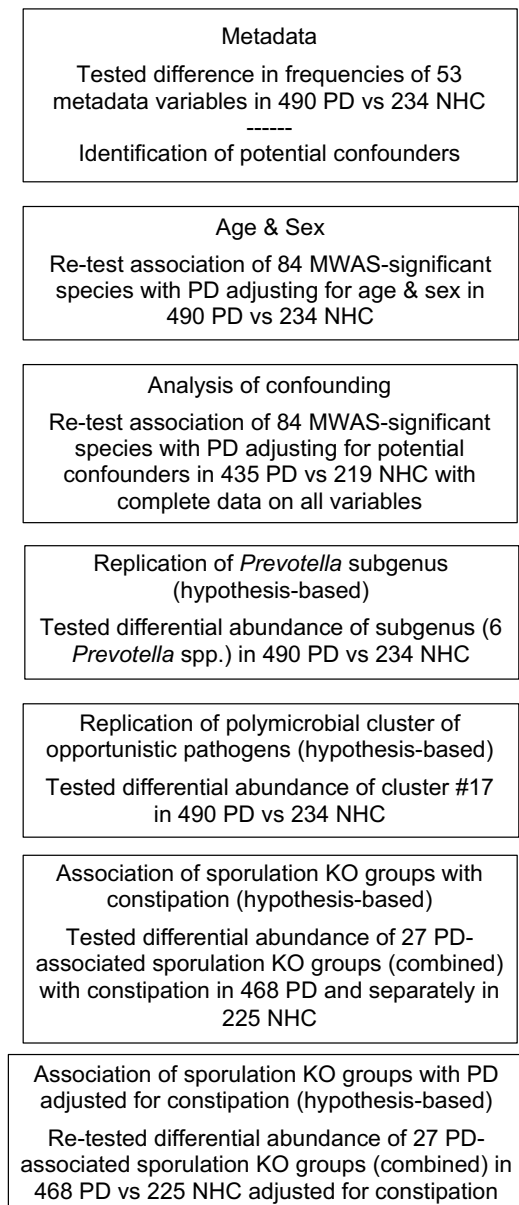 Metadata
Tested difference in frequencies of 53
metadata variables in 490 PD vs 234 NHC
------
Identification of potential confounders
Age & Sex
Re-test association of 84 MWAS-significant
species with PD adjusting for age & sex in
490 PD vs 234 NHC
Analysis of confounding
Re-test association of 84 MWAS-significant
species with PD adjusting for potential
confounders in 435 PD vs 219 NHC with
complete data on all variables
Replication of Prevotella subgenus
(hypothesis-based)
Tested differential abundance of subgenus (6
Prevotella spp.) in 490 PD vs 234 NHC
Replication of polymicrobial cluster of
opportunistic pathogens (hypothesis-based)
Tested differential abundance of cluster #17
in 490 PD vs 234 NHC
Association of sporulation KO groups with
constipation (hypothesis-based)
Tested differential abundance of 27 PD-
associated sporulation KO groups (combined)
with constipation in 468 PD and separately in
225 NHC
Association of sporulation KO groups with PD
adjusted for constipation (hypothesis-based)
Re-tested differential abundance of 27 PD-
associated sporulation KO groups (combined) in
468 PD vs 225 NHC adjusted for constipation